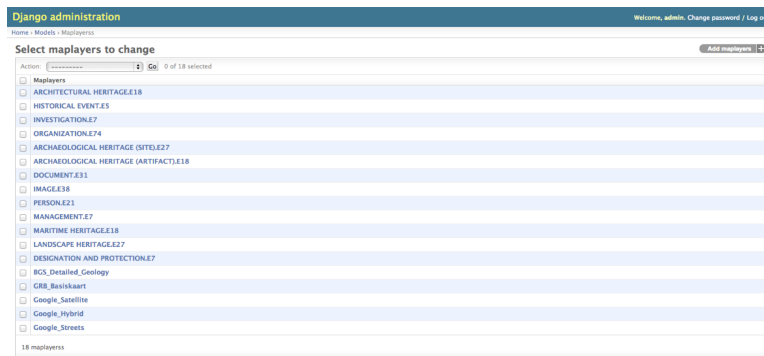 Django administration
Welcome, admin. Change password / Log o
Home › Models › Maplayerss
Select maplayers to change
Add maplayers +
Action: --------- Go 0 of 18 selected
Maplayers
ARCHITECTURAL HERITAGE.E18
HISTORICAL EVENT.E5
INVESTIGATION.E7
ORGANIZATION.E74
ARCHAEOLOGICAL HERITAGE (SITE).E27
ARCHAEOLOGICAL HERITAGE (ARTIFACT).E18
DOCUMENT.E31
IMAGE.E38
PERSON.E21
MANAGEMENT.E7
MARITIME HERITAGE.E18
LANDSCAPE HERITAGE.E27
DESIGNATION AND PROTECTION.E7
BGS_Detailed_Geology
GRB_Basiskaart
Google_Satellite
Google_Hybrid
Google_Streets
18 maplayerss